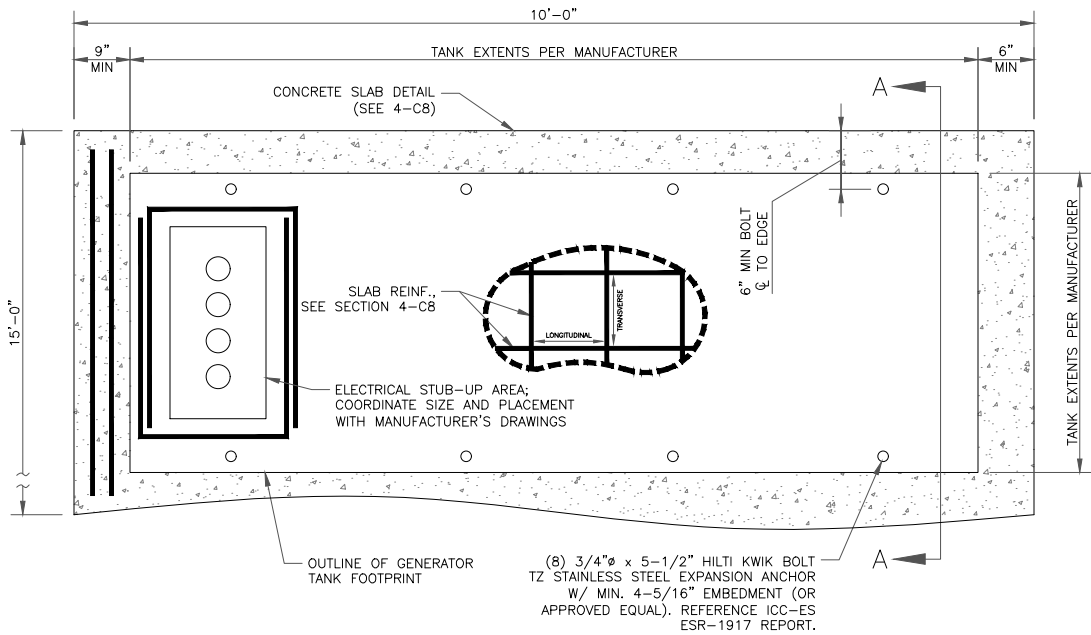 10'-0"
9"
MIN
TANK EXTENTS PER MANUFACTURER
6"
MIN
CONCRETE SLAB DETAIL
(SEE 4-C8)
A
6" MIN BOLT
℄ TO EDGE
TANK EXTENTS PER MANUFACTURER
15'-0"
SLAB REINF.,
SEE SECTION 4-C8
TRANSVERSE
LONGITUDINAL
ELECTRICAL STUB-UP AREA;
COORDINATE SIZE AND PLACEMENT
WITH MANUFACTURER'S DRAWINGS
OUTLINE OF GENERATOR
TANK FOOTPRINT
(8) 3/4"ø x 5-1/2" HILTI KWIK BOLT
TZ STAINLESS STEEL EXPANSION ANCHOR
W/ MIN. 4-5/16" EMBEDMENT (OR
APPROVED EQUAL). REFERENCE ICC-ES
ESR-1917 REPORT.
A